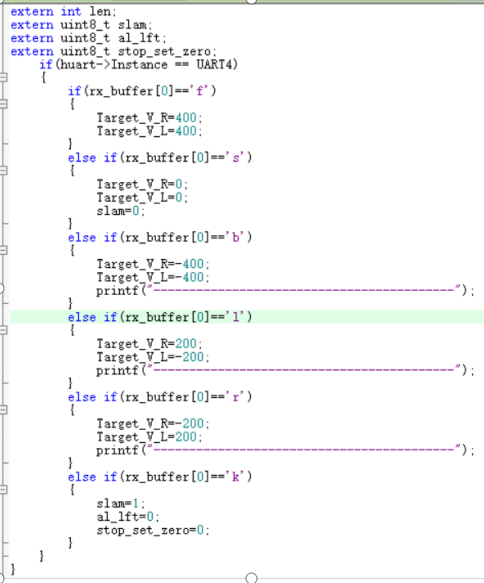 extern int len;
extern uint8_t slam;
extern uint8_t al_lft;
extern uint8_t stop_set_zero;
if(huart->Instance == UART4)
{
if(rx_buffer[0]=='f')
{
Target_V_R=400;
Target_V_L=400;
}
else if(rx_buffer[0]=='s')
{
Target_V_R=0;
Target_V_L=0;
slam=0;
}
else if(rx_buffer[0]=='b')
{
Target_V_R=-400;
Target_V_L=-400;
printf("------------------------------------------");
}
else if(rx_buffer[0]=='l')
{
Target_V_R=200;
Target_V_L=-200;
printf("------------------------------------------");
}
else if(rx_buffer[0]=='r')
{
Target_V_R=-200;
Target_V_L=200;
printf("------------------------------------------");
}
else if(rx_buffer[0]=='k')
{
slam=1;
al_lft=0;
stop_set_zero=0;
}
}
}